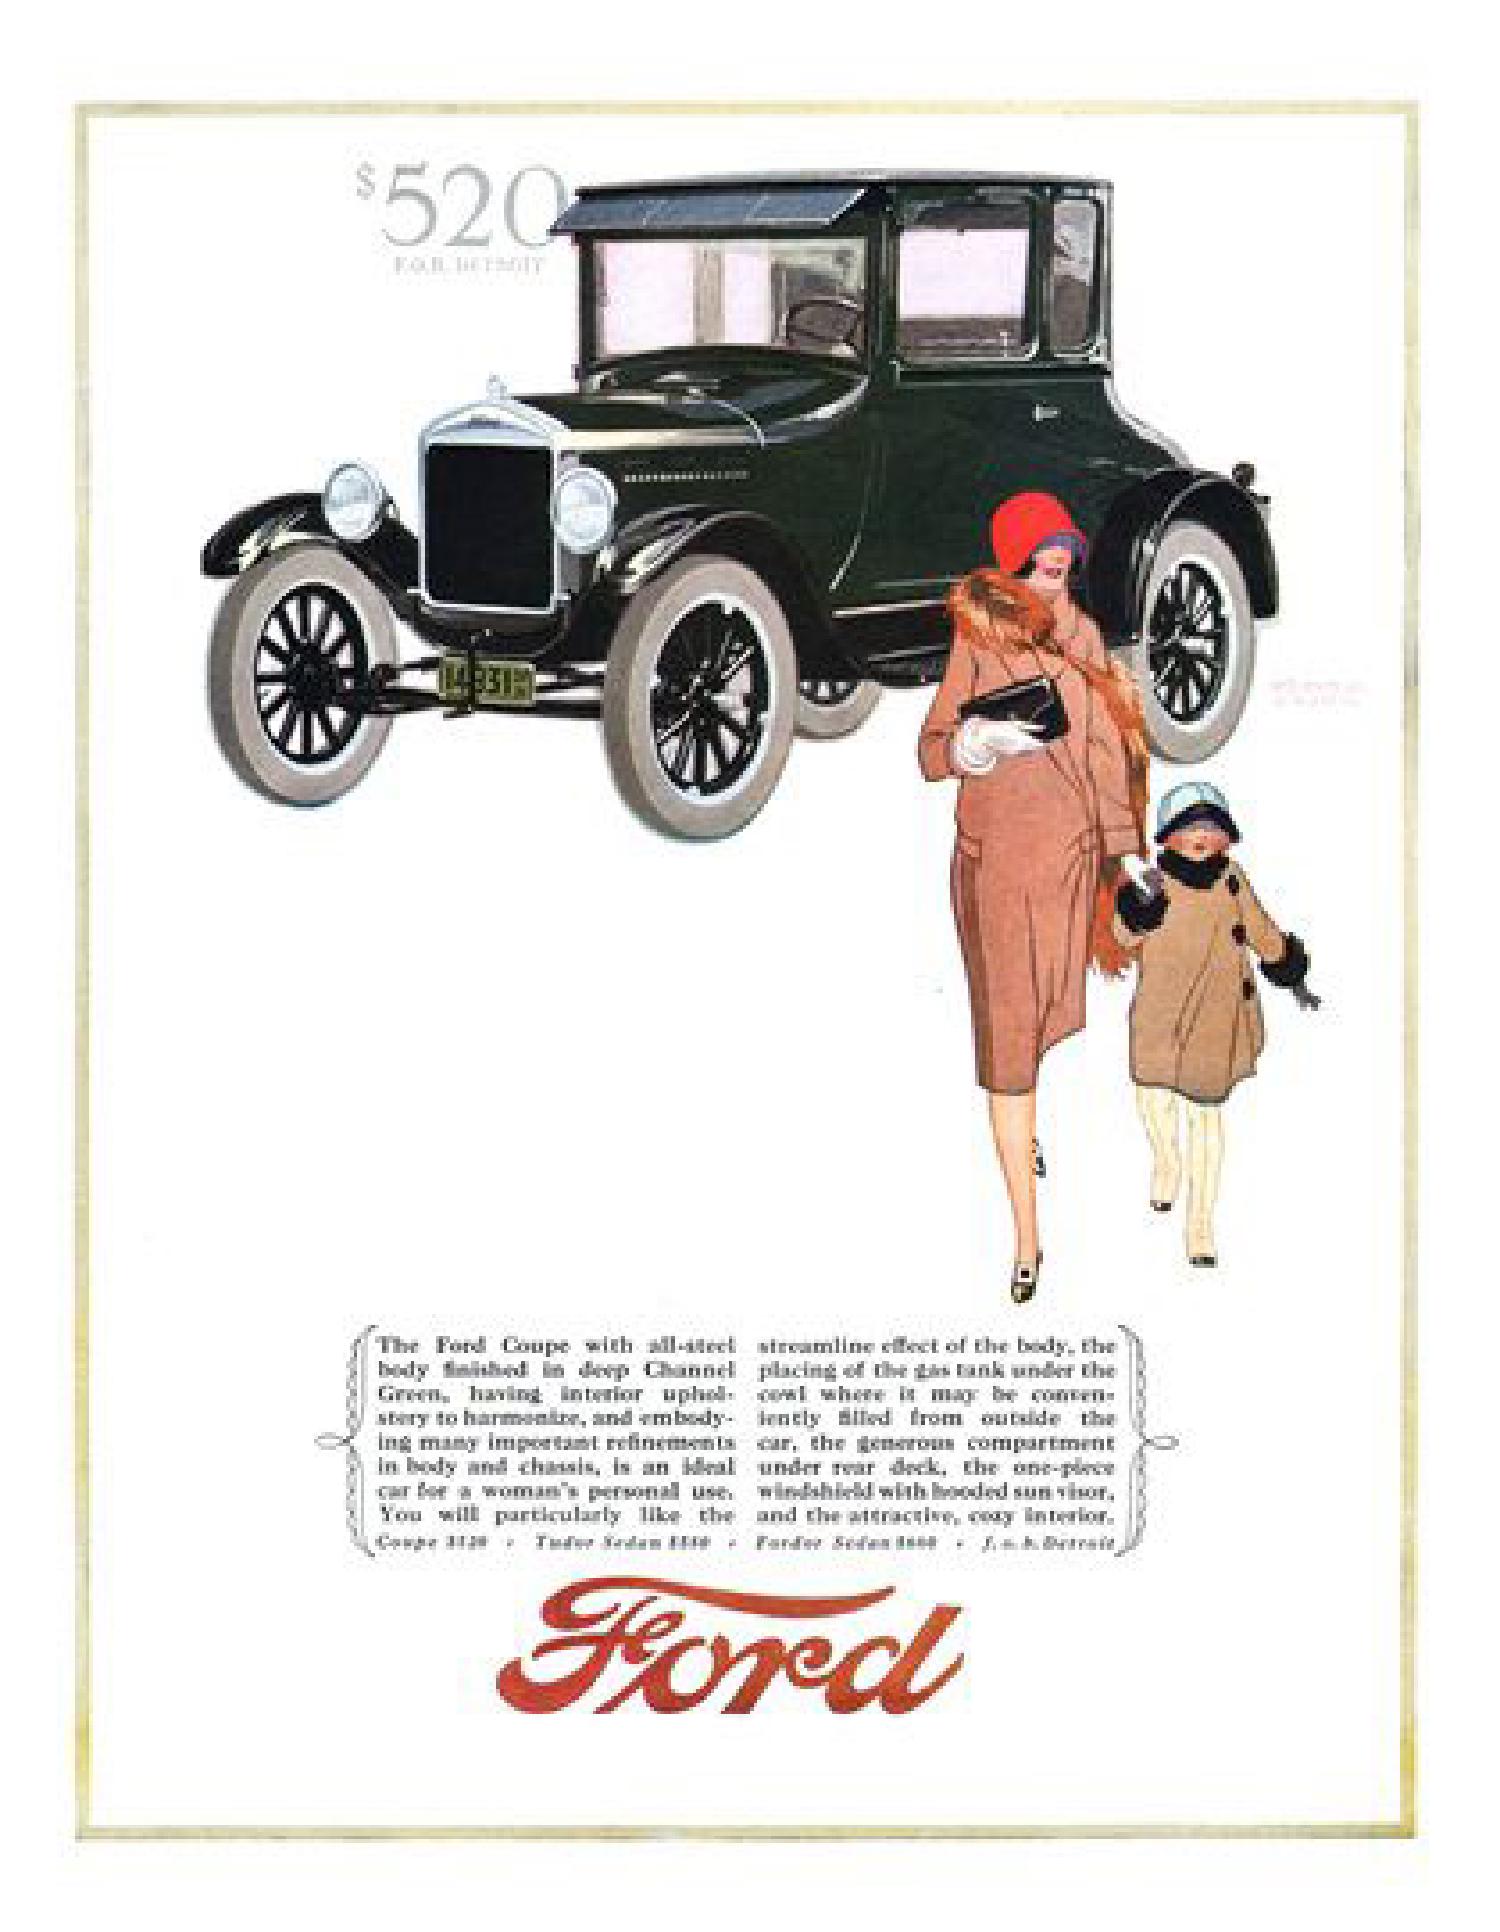 $520
F.O.B. DETROIT
The Ford Coupe with all-steel
body finished in deep Channel
Green, having interior uphol-
stery to harmonize, and embody-
ing many important refinements
in body and chassis, is an ideal
car for a woman's personal use.
You will particularly like the
streamline effect of the body, the
placing of the gas tank under the
cowl where it may be conven-
iently filled from outside the
car, the generous compartment
under rear deck, the one-piece
windshield with hooded sun visor,
and the attractive, cozy interior.
Coupe $520 • Tudor Sedan $580 • Fordor Sedan $600 • f. o. b. Detroit
Ford